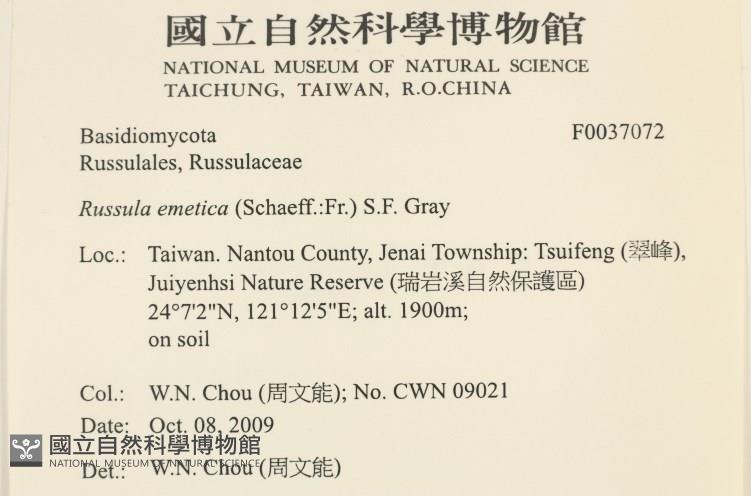 國立自然科學博物館
NATIONAL MUSEUM OF NATURAL SCIENCE
TAICHUNG, TAIWAN, R.O.CHINA
Basidiomycota F0037072
Russulales, Russulaceae
Russula emetica (Schaeff.:Fr.) S.F. Gray
Loc.: Taiwan. Nantou County, Jenai Township: Tsuifeng (翠峰),
Juiyenhsi Nature Reserve (瑞岩溪自然保護區)
24°7'2"N, 121°12'5"E; alt. 1900m;
on soil
Col.: W.N. Chou (周文能); No. CWN 09021
Date: Oct. 08, 2009
國立自然科學博物館
NATIONAL MUSEUM OF NATURAL SCIENCE
Det.: W.N. Chou (周文能)